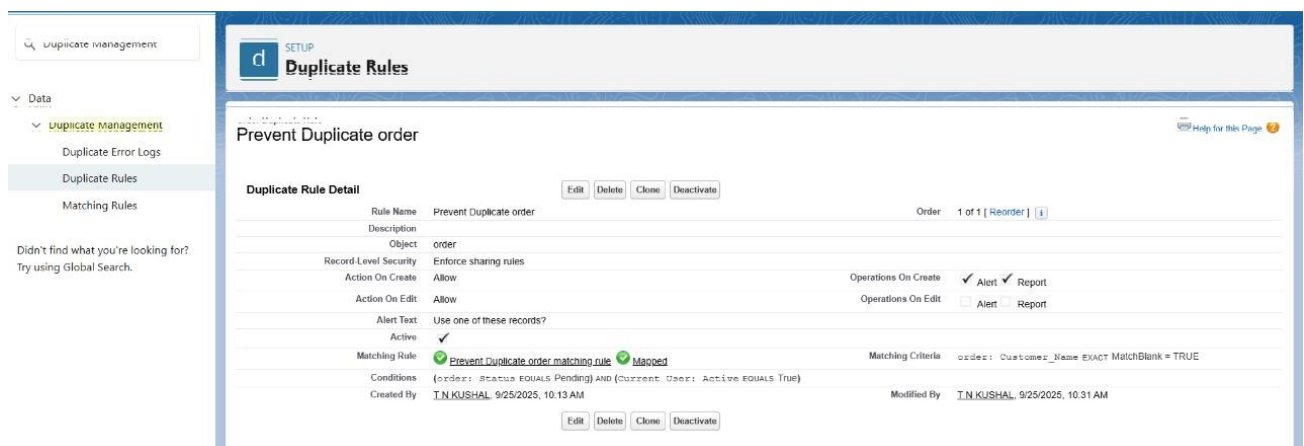 Duplicate Management
SETUP
Duplicate Rules
Data
Duplicate Management
Duplicate Error Logs
Duplicate Rules
Matching Rules
Didn't find what you're looking for?
Try using Global Search.
order Duplicate Rule
Prevent Duplicate order
Help for this Page
Duplicate Rule Detail Edit Delete Clone Deactivate
Rule Name Prevent Duplicate order Order 1 of 1 [ Reorder ] i
Description
Object order
Record-Level Security Enforce sharing rules
Action On Create Allow Operations On Create Alert Report
Action On Edit Allow Operations On Edit Alert Report
Alert Text Use one of these records?
Active
Matching Rule Prevent Duplicate order matching rule Mapped Matching Criteria order: Customer_Name EXACT MatchBlank = TRUE
Conditions (order: Status EQUALS Pending) AND (Current User: Active EQUALS True)
Created By T N KUSHAL, 9/25/2025, 10:13 AM Modified By T N KUSHAL, 9/25/2025, 10:31 AM
Edit Delete Clone Deactivate